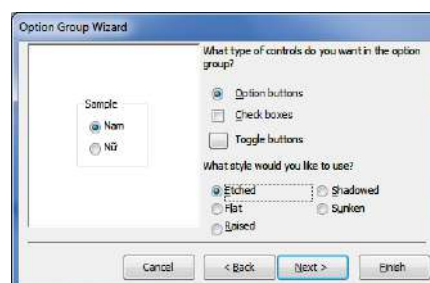 Option Group Wizard
What type of controls do you want in the option
group?
Option buttons
Check boxes
Toggle buttons
Sample
Nam
Nữ
What style would you like to use?
Etched
Shadowed
Flat
Sunken
Raised
Cancel
< Back
Next >
Finish